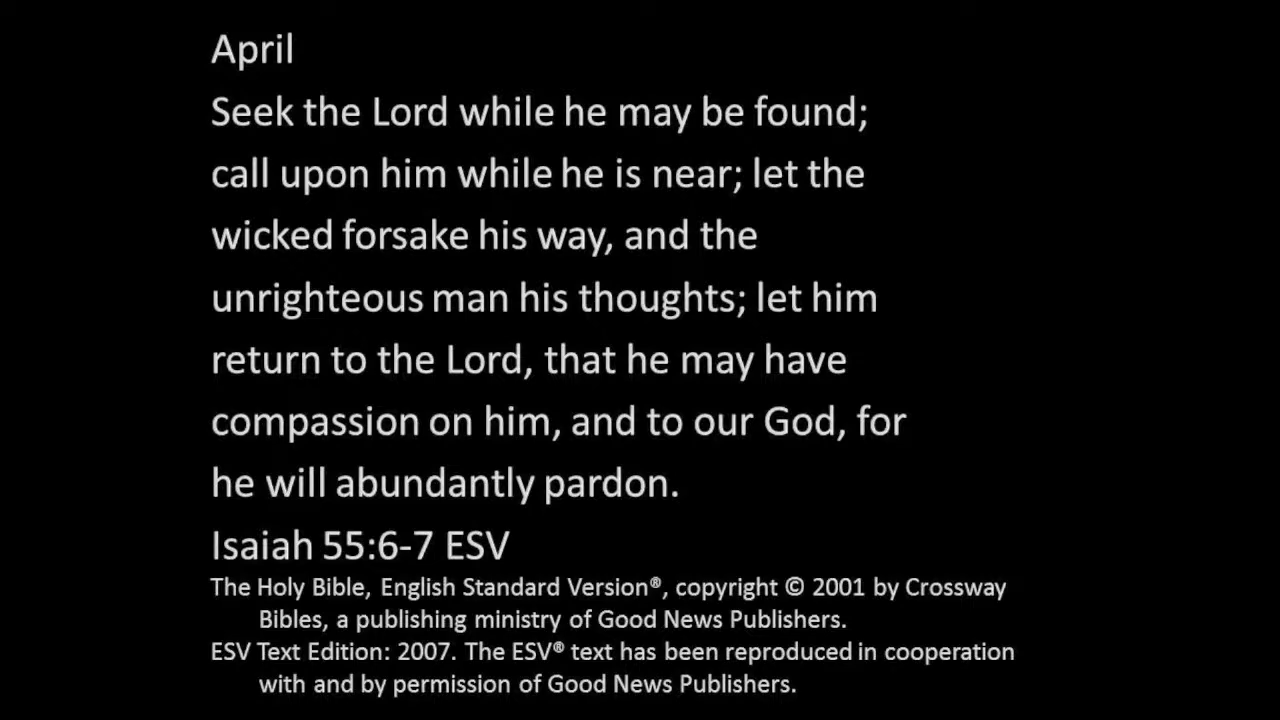 April
Seek the Lord while he may be found;
call upon him while he is near; let the
wicked forsake his way, and the
unrighteous man his thoughts; let him
return to the Lord, that he may have
compassion on him, and to our God, for
he will abundantly pardon.
Isaiah 55:6-7 ESV
The Holy Bible, English Standard Version®, copyright © 2001 by Crossway
Bibles, a publishing ministry of Good News Publishers.
ESV Text Edition: 2007. The ESV® text has been reproduced in cooperation
with and by permission of Good News Publishers.